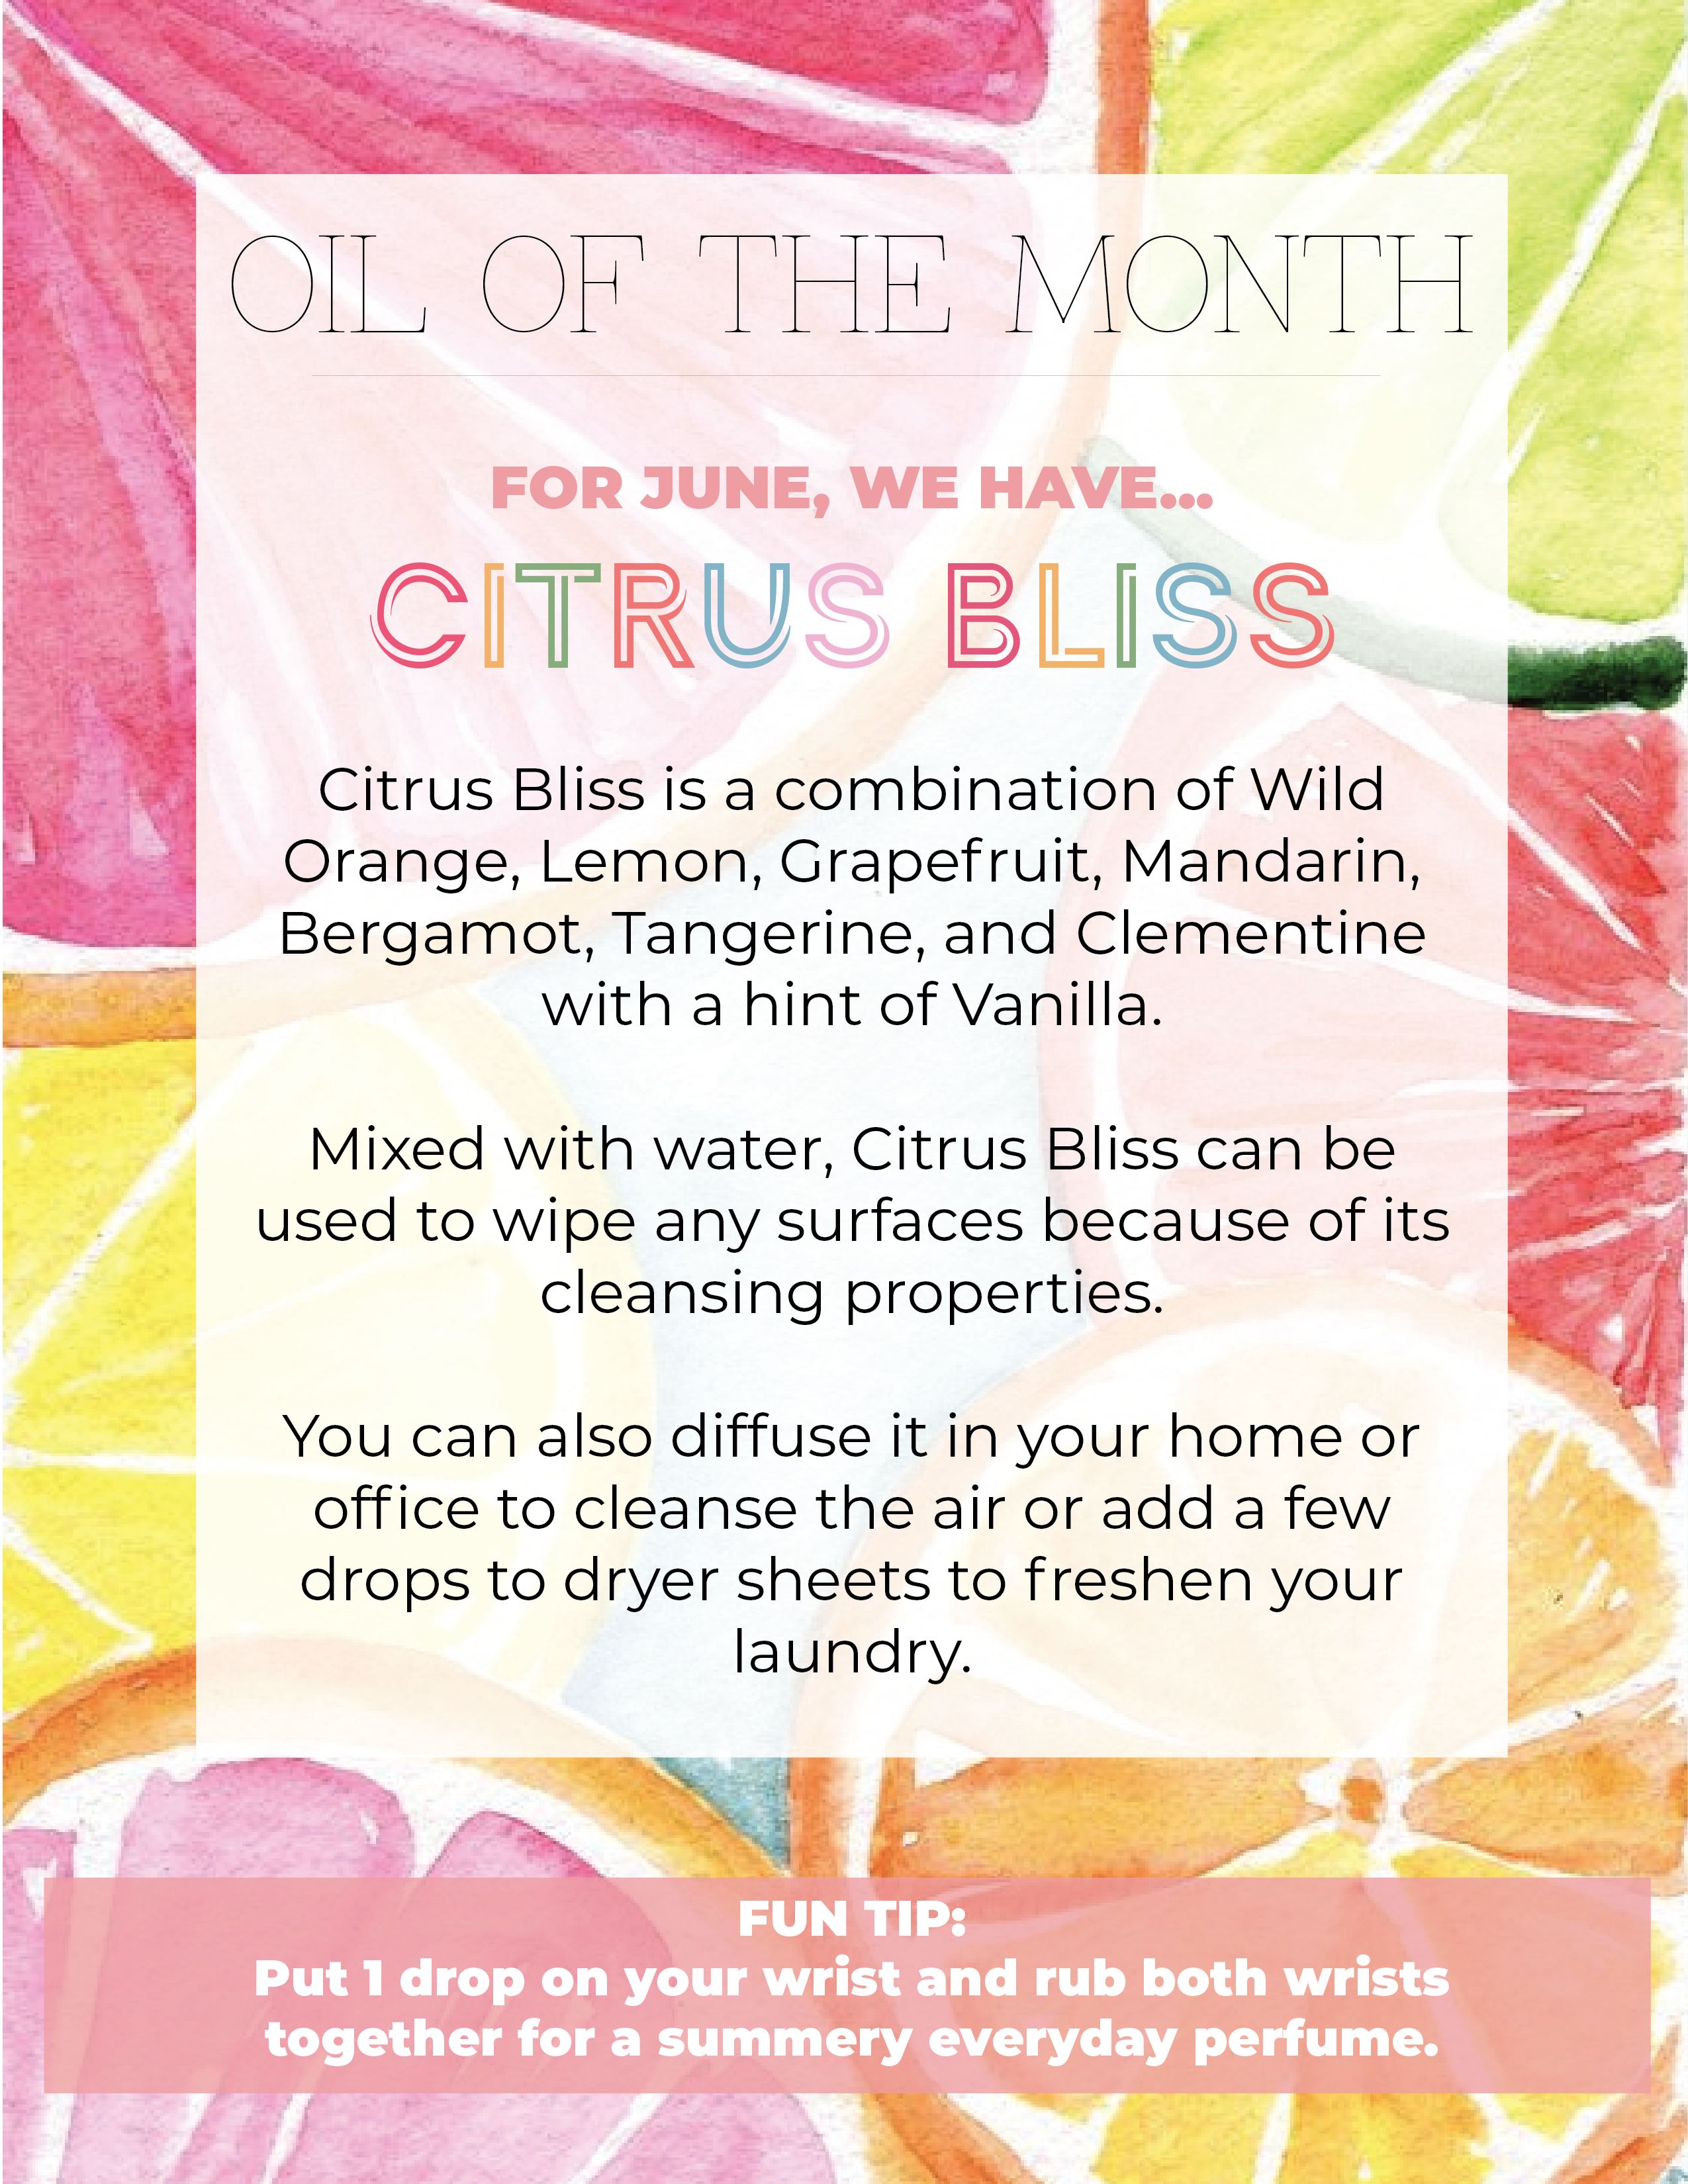 OIL OF THE MONTH
FOR JUNE, WE HAVE...
CITRUS BLISS
Citrus Bliss is a combination of Wild
Orange, Lemon, Grapefruit, Mandarin,
Bergamot, Tangerine, and Clementine
with a hint of Vanilla.
Mixed with water, Citrus Bliss can be
used to wipe any surfaces because of its
cleansing properties.
You can also diffuse it in your home or
office to cleanse the air or add a few
drops to dryer sheets to freshen your
laundry.
FUN TIP:
Put 1 drop on your wrist and rub both wrists
together for a summery everyday perfume.